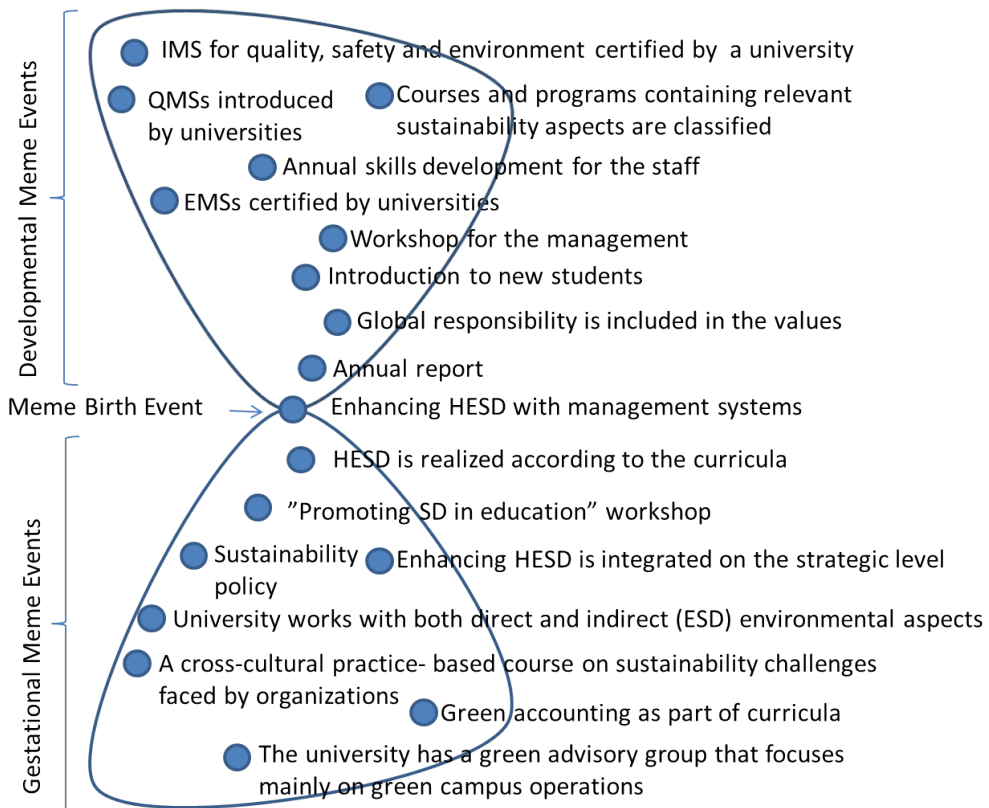 Developmental Meme Events
IMS for quality, safety and environment certified by a university
QMSs introduced
by universities
Courses and programs containing relevant
sustainability aspects are classified
Annual skills development for the staff
EMSs certified by universities
Workshop for the management
Introduction to new students
Global responsibility is included in the values
Annual report
Meme Birth Event
Enhancing HESD with management systems
Gestational Meme Events
HESD is realized according to the curricula
”Promoting SD in education” workshop
Sustainability
policy
Enhancing HESD is integrated on the strategic level
University works with both direct and indirect (ESD) environmental aspects
A cross-cultural practice- based course on sustainability challenges
faced by organizations
Green accounting as part of curricula
The university has a green advisory group that focuses
mainly on green campus operations